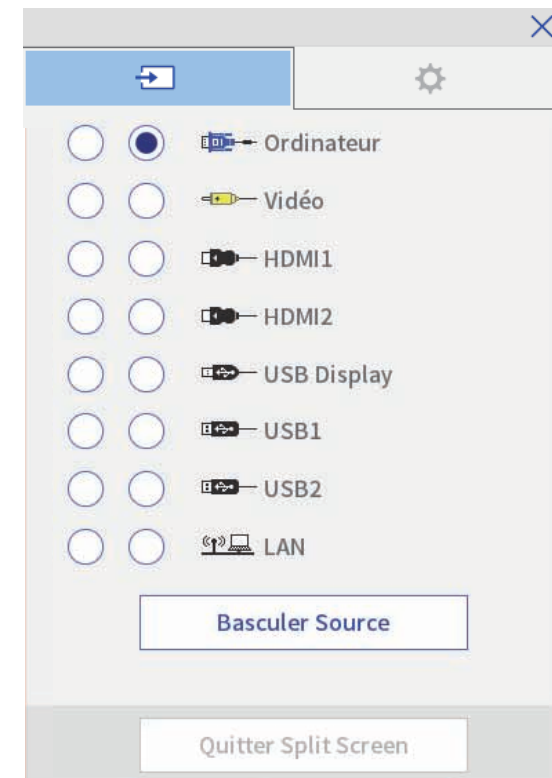 Ordinateur
Vidéo
HDMI1
HDMI2
USB Display
USB1
USB2
LAN
Basculer Source
Quitter Split Screen